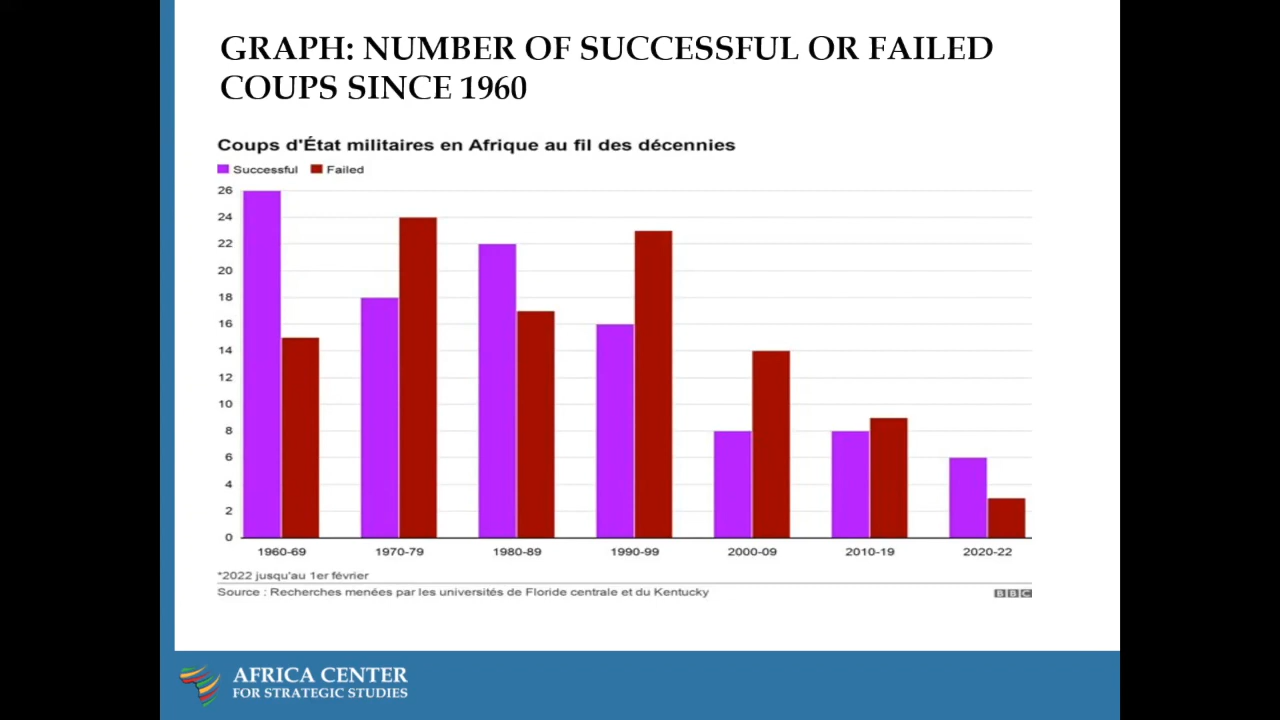 GRAPH: NUMBER OF SUCCESSFUL OR FAILED
COUPS SINCE 1960
Coups d'État militaires en Afrique au fil des décennies
Successful Failed
26
24
22
20
18
16
14
12
10
8
6
4
2
0
1960-69 1970-79 1980-89 1990-99 2000-09 2010-19 2020-22
*2022 jusqu'au 1er février
Source : Recherches menées par les universités de Floride centrale et du Kentucky
BBC
AFRICA CENTER
FOR STRATEGIC STUDIES